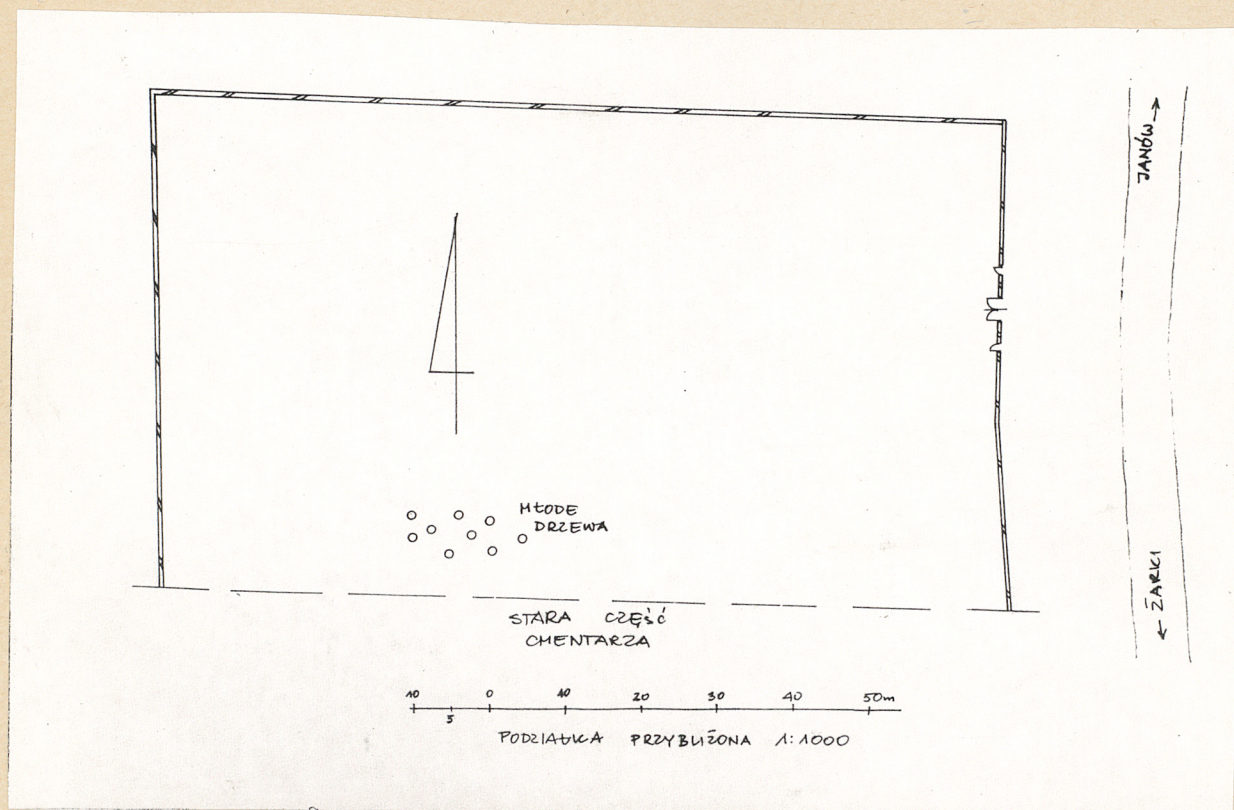 JANÓW →
MŁODE
DRZEWA
← ŻARKI
STARA CZĘŚĆ
CMENTARZA
10 0 10 20 30 40 50m
5
PODZIAŁKA PRZYBLIŻONA 1:1000